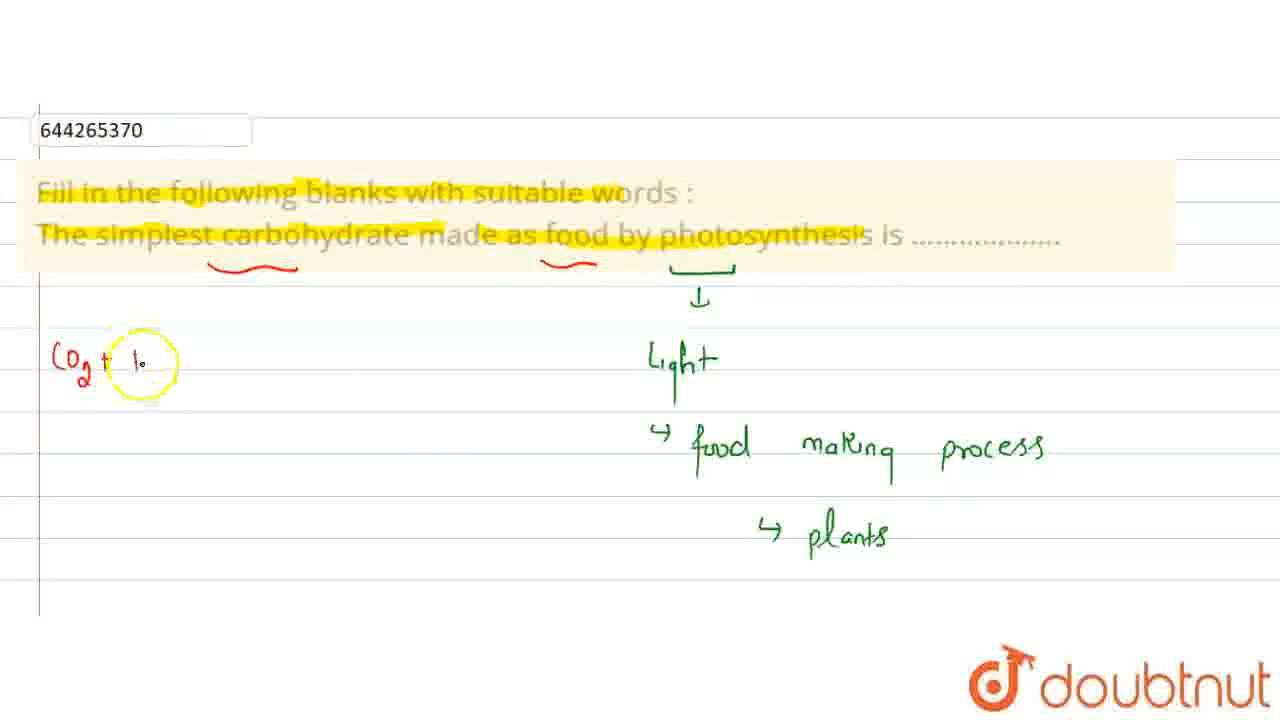 644265370
Fill in the following blanks with suitable words :
The simplest carbohydrate made as food by photosynthesis is ...................
↓
CO2 +
Light
↪ food making process
↪ plants
doubtnut